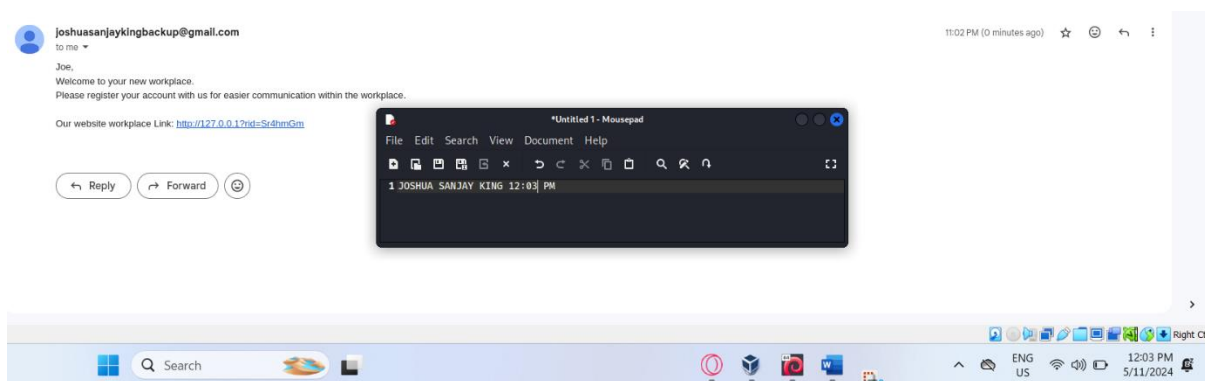 joshuasanjaykingbackup@gmail.com
11:02 PM (0 minutes ago)
to me
Joe,
Welcome to your new workplace.
Please register your account with us for easier communication within the workplace.
Our website workplace Link: http://127.0.0.1?rid=Sr4hmGm
Reply
Forward
*Untitled 1 - Mousepad
File Edit Search View Document Help
1 JOSHUA SANJAY KING 12:03 PM
Right Ct
Search
ENG
US
12:03 PM
5/11/2024